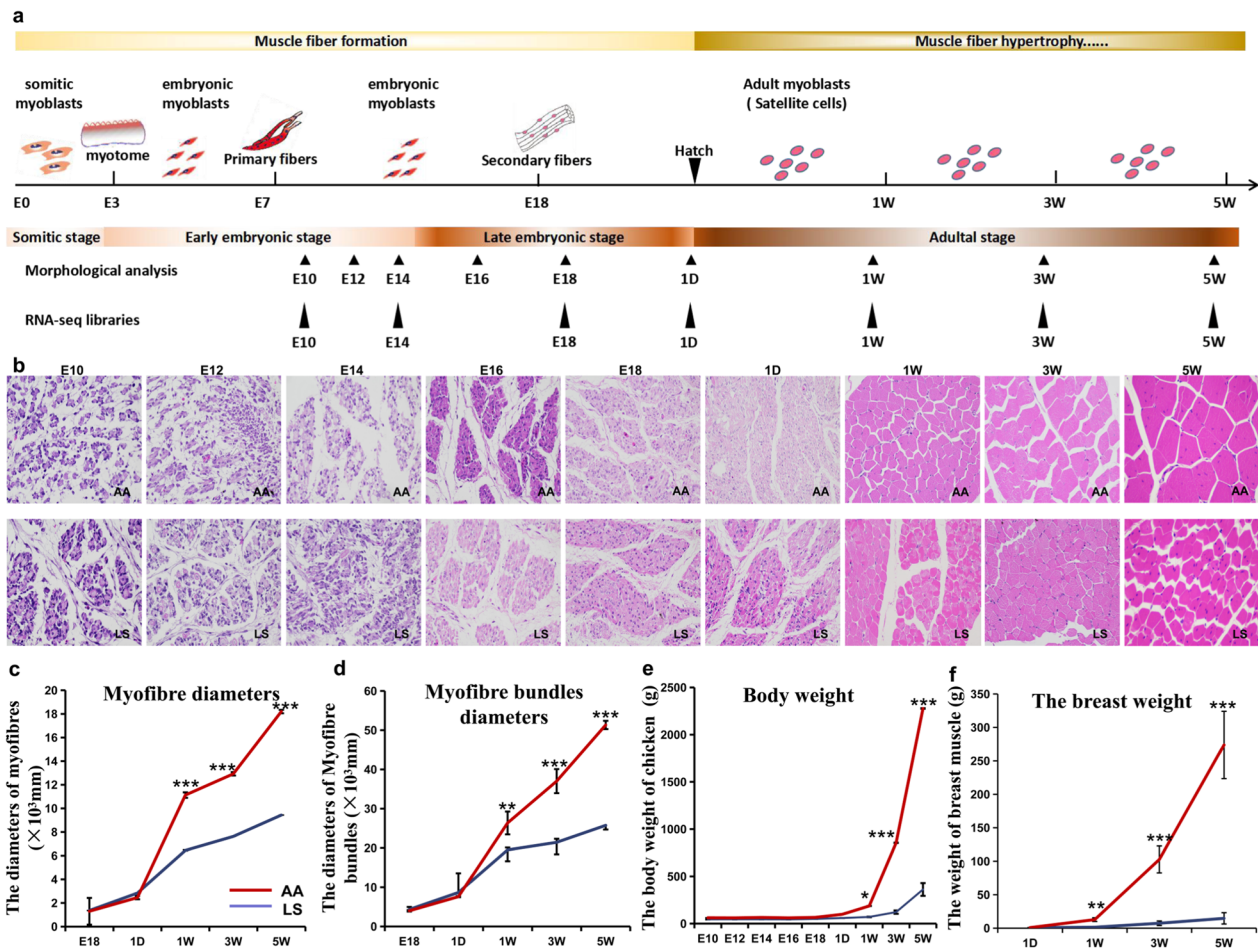 a
Muscle fiber formation
Muscle fiber hypertrophy......
somitic
myoblasts
embryonic
myoblasts
embryonic
myoblasts
Adult myoblasts
( Satellite cells)
myotome
Primary fibers
Secondary fibers
Hatch
E0 E3 E7 E18 1W 3W 5W
Somitic stage Early embryonic stage Late embryonic stage Adultal stage
Morphological analysis
E10 E12 E14 E16 E18 1D 1W 3W 5W
RNA-seq libraries
E10 E14 E18 1D 1W 3W 5W
b
E10 E12 E14 E16 E18 1D 1W 3W 5W
AA AA AA AA AA AA AA AA AA
LS LS LS LS LS LS LS LS LS
c
Myofibre diameters
The diameters of myofibres
(×10³mm)
20
18
16
14
12
10
8
6
4
2
0
***
***
***
AA
LS
E18 1D 1W 3W 5W
d
Myofibre bundles
diameters
The diameters of Myofibre
bundles (×10³mm)
60
50
40
30
20
10
0
**
***
***
E18 1D 1W 3W 5W
e
Body weight
The body weight of chicken (g)
2500
2000
1500
1000
500
0
*
***
***
E10 E12 E14 E16 E18 1D 1W 3W 5W
f
The breast weight
The weight of breast muscle (g)
350
300
250
200
150
100
50
0
**
***
***
1D 1W 3W 5W